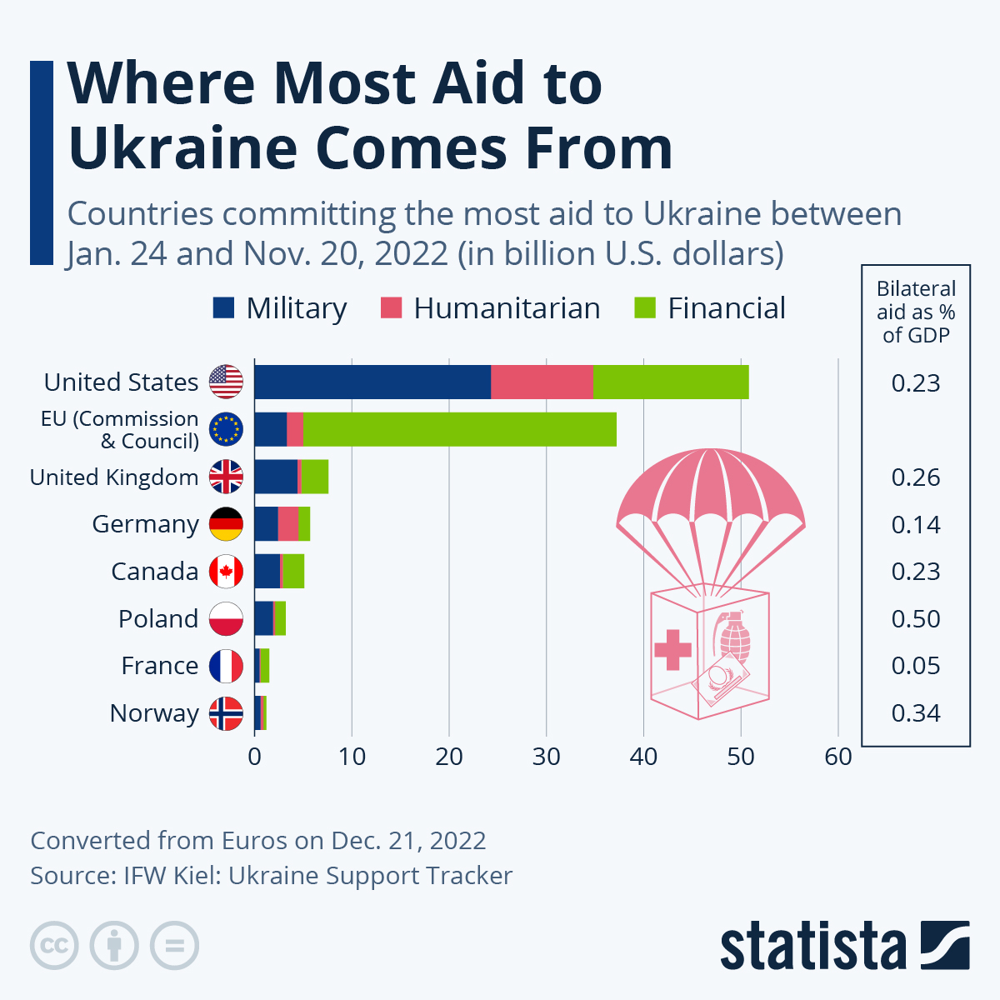 Where Most Aid to
Ukraine Comes From
Countries committing the most aid to Ukraine between
Jan. 24 and Nov. 20, 2022 (in billion U.S. dollars)
Military Humanitarian Financial
Bilateral
aid as %
of GDP
United States 0.23
EU (Commission
& Council)
United Kingdom 0.26
Germany 0.14
Canada 0.23
Poland 0.50
France 0.05
Norway 0.34
0 10 20 30 40 50 60
Converted from Euros on Dec. 21, 2022
Source: IFW Kiel: Ukraine Support Tracker
cc
statista